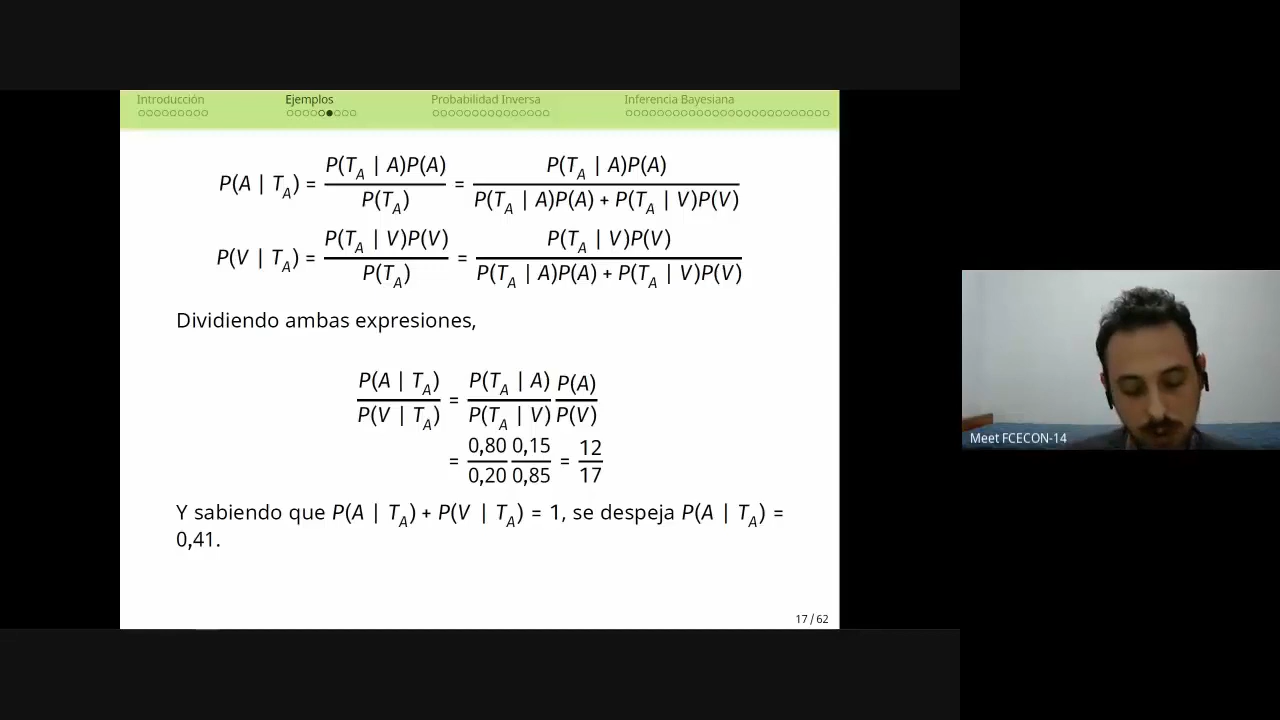 Introducción Ejemplos Probabilidad Inversa Inferencia Bayesiana
P(A | T_A) = P(T_A | A)P(A) / P(T_A) = P(T_A | A)P(A) / P(T_A | A)P(A) + P(T_A | V)P(V)
P(V | T_A) = P(T_A | V)P(V) / P(T_A) = P(T_A | V)P(V) / P(T_A | A)P(A) + P(T_A | V)P(V)
Dividiendo ambas expresiones,
P(A | T_A) / P(V | T_A) = P(T_A | A) / P(T_A | V) P(A) / P(V)
= 0,80 / 0,20 0,15 / 0,85 = 12 / 17
Y sabiendo que P(A | T_A) + P(V | T_A) = 1, se despeja P(A | T_A) =
0,41.
17 / 62
Meet FCECON-14